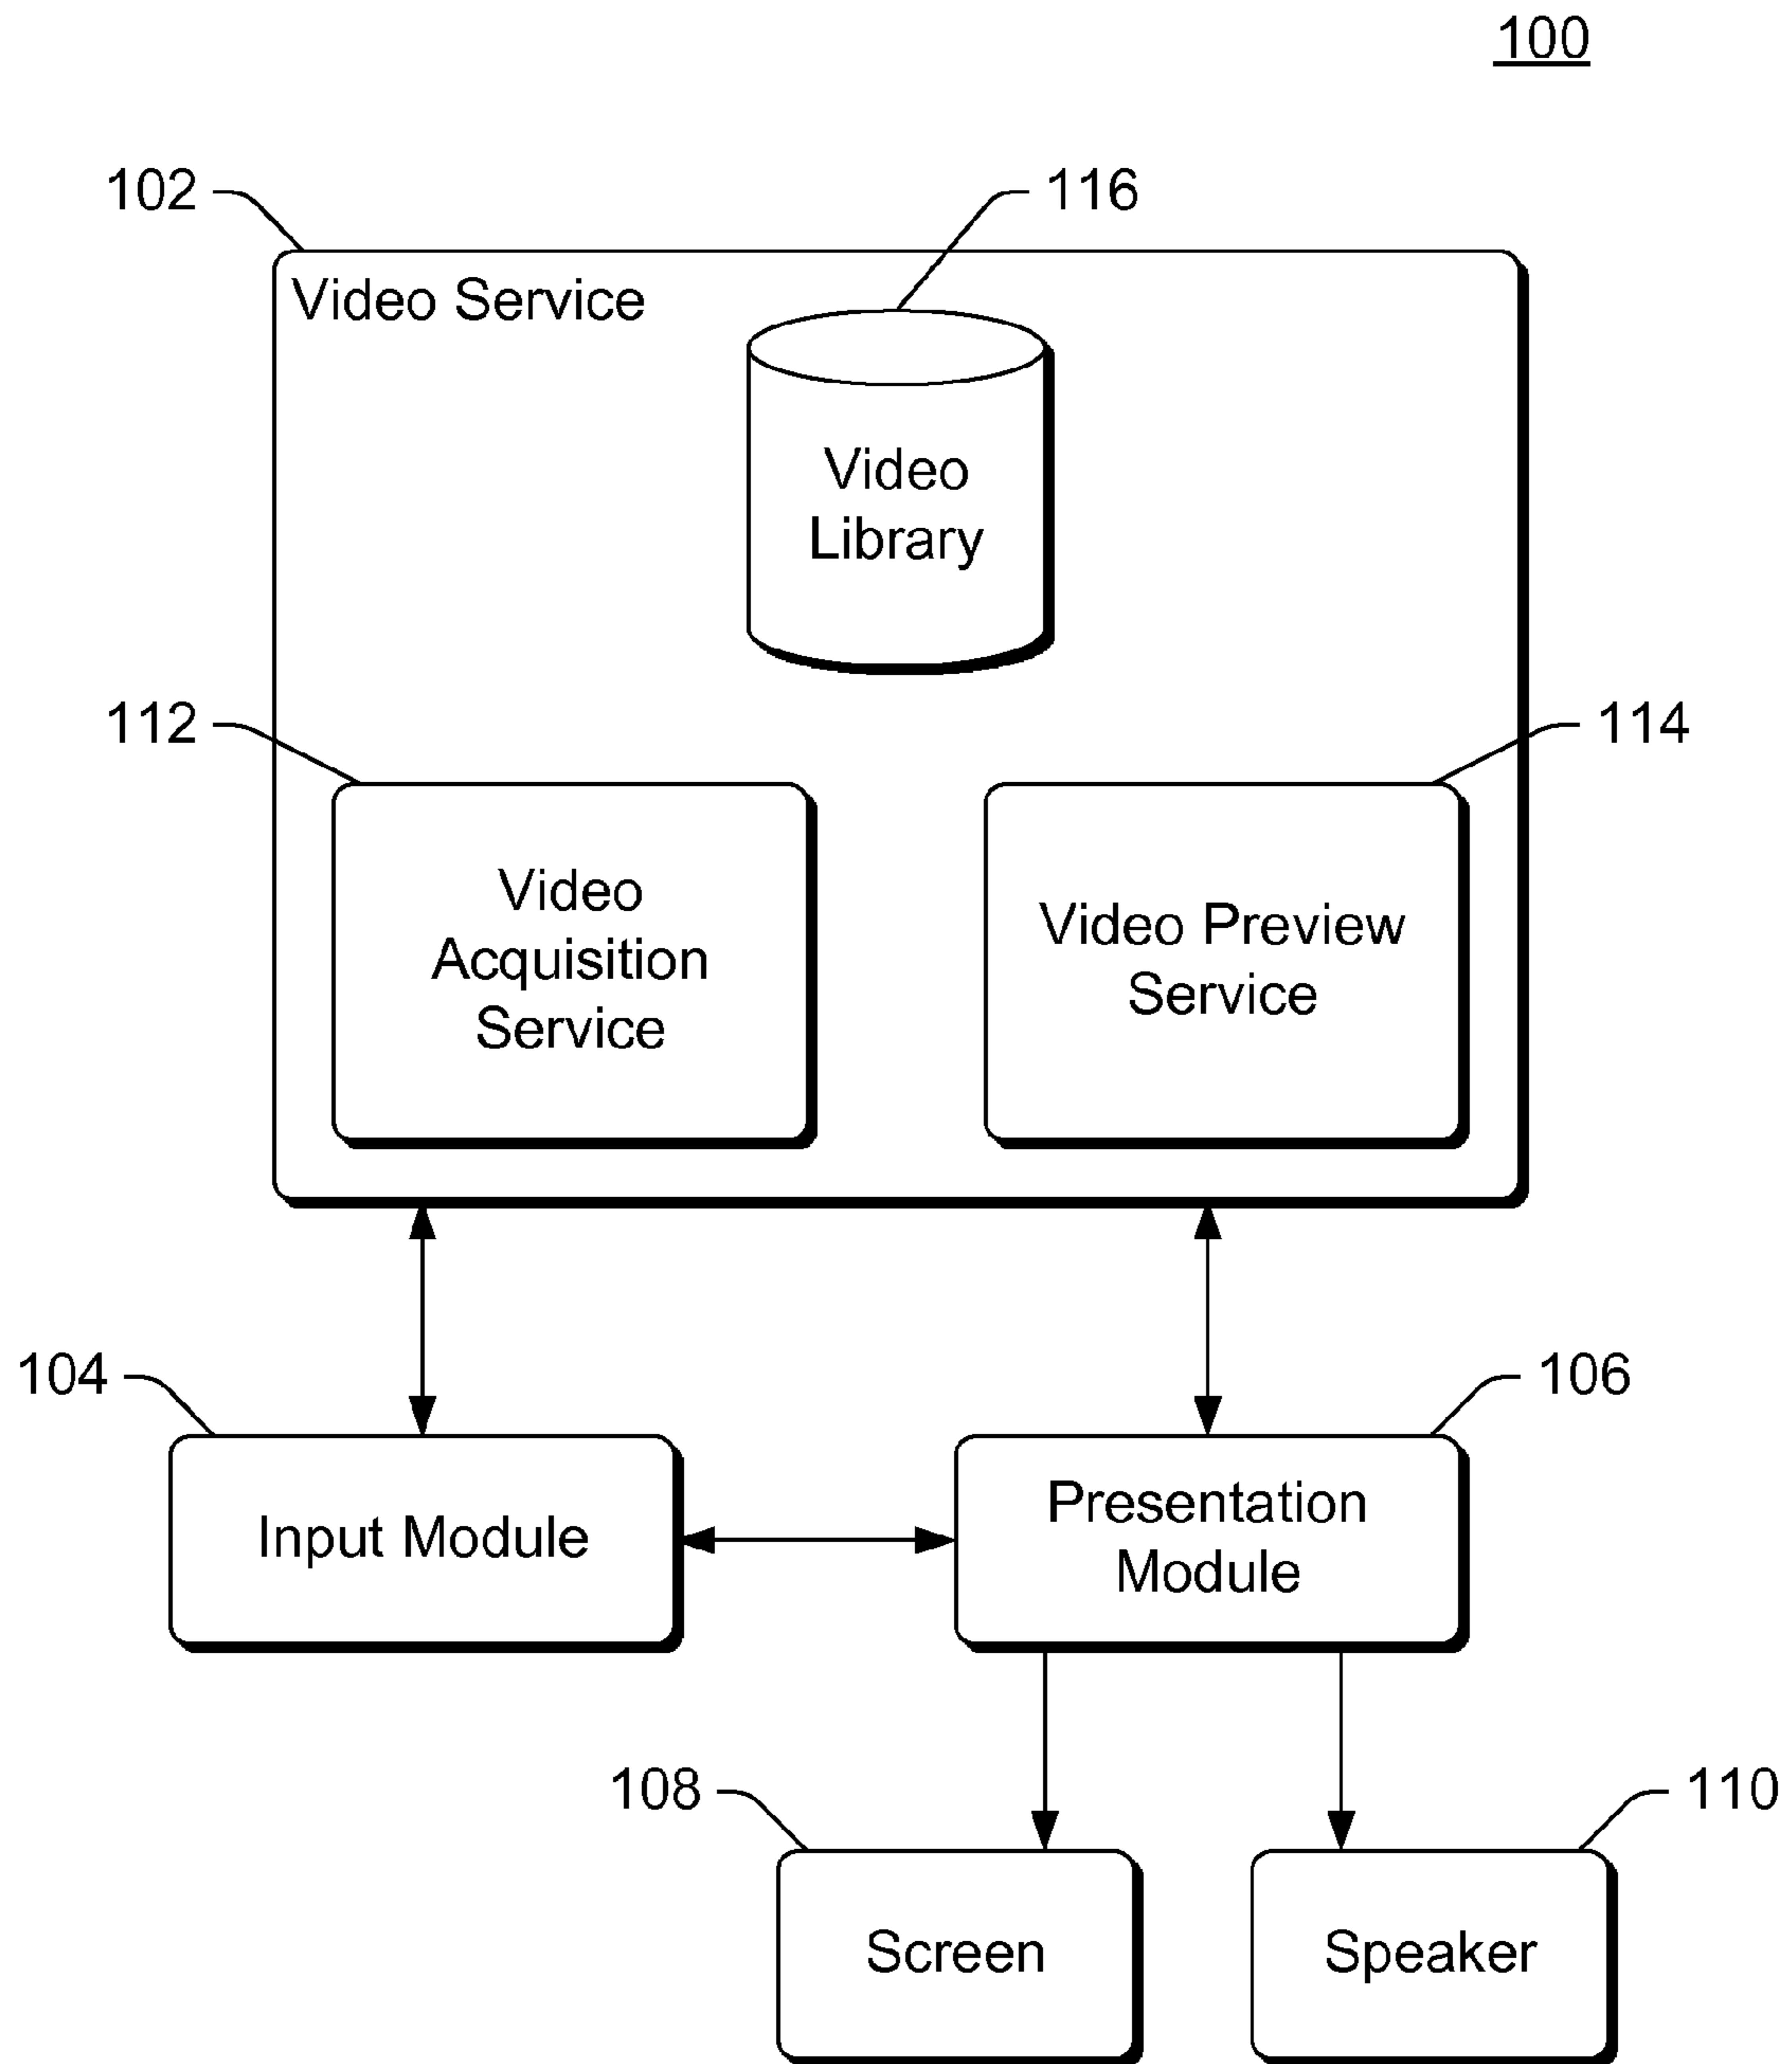 100
102
116
Video Service
Video
Library
112
114
Video
Acquisition
Service
Video Preview
Service
104
106
Input Module
Presentation
Module
108
110
Screen
Speaker